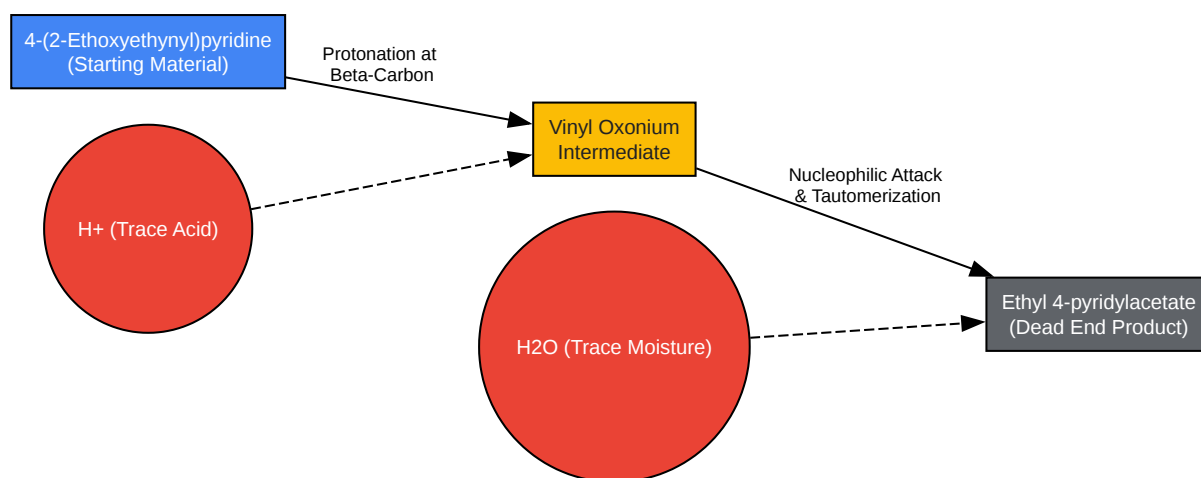 4-(2-Ethoxyethynyl)pyridine
(Starting Material)
Protonation at
Beta-Carbon
Vinyl Oxonium
Intermediate
H+ (Trace Acid)
Nucleophilic Attack
& Tautomerization
H2O (Trace Moisture)
Ethyl 4-pyridylacetate
(Dead End Product)